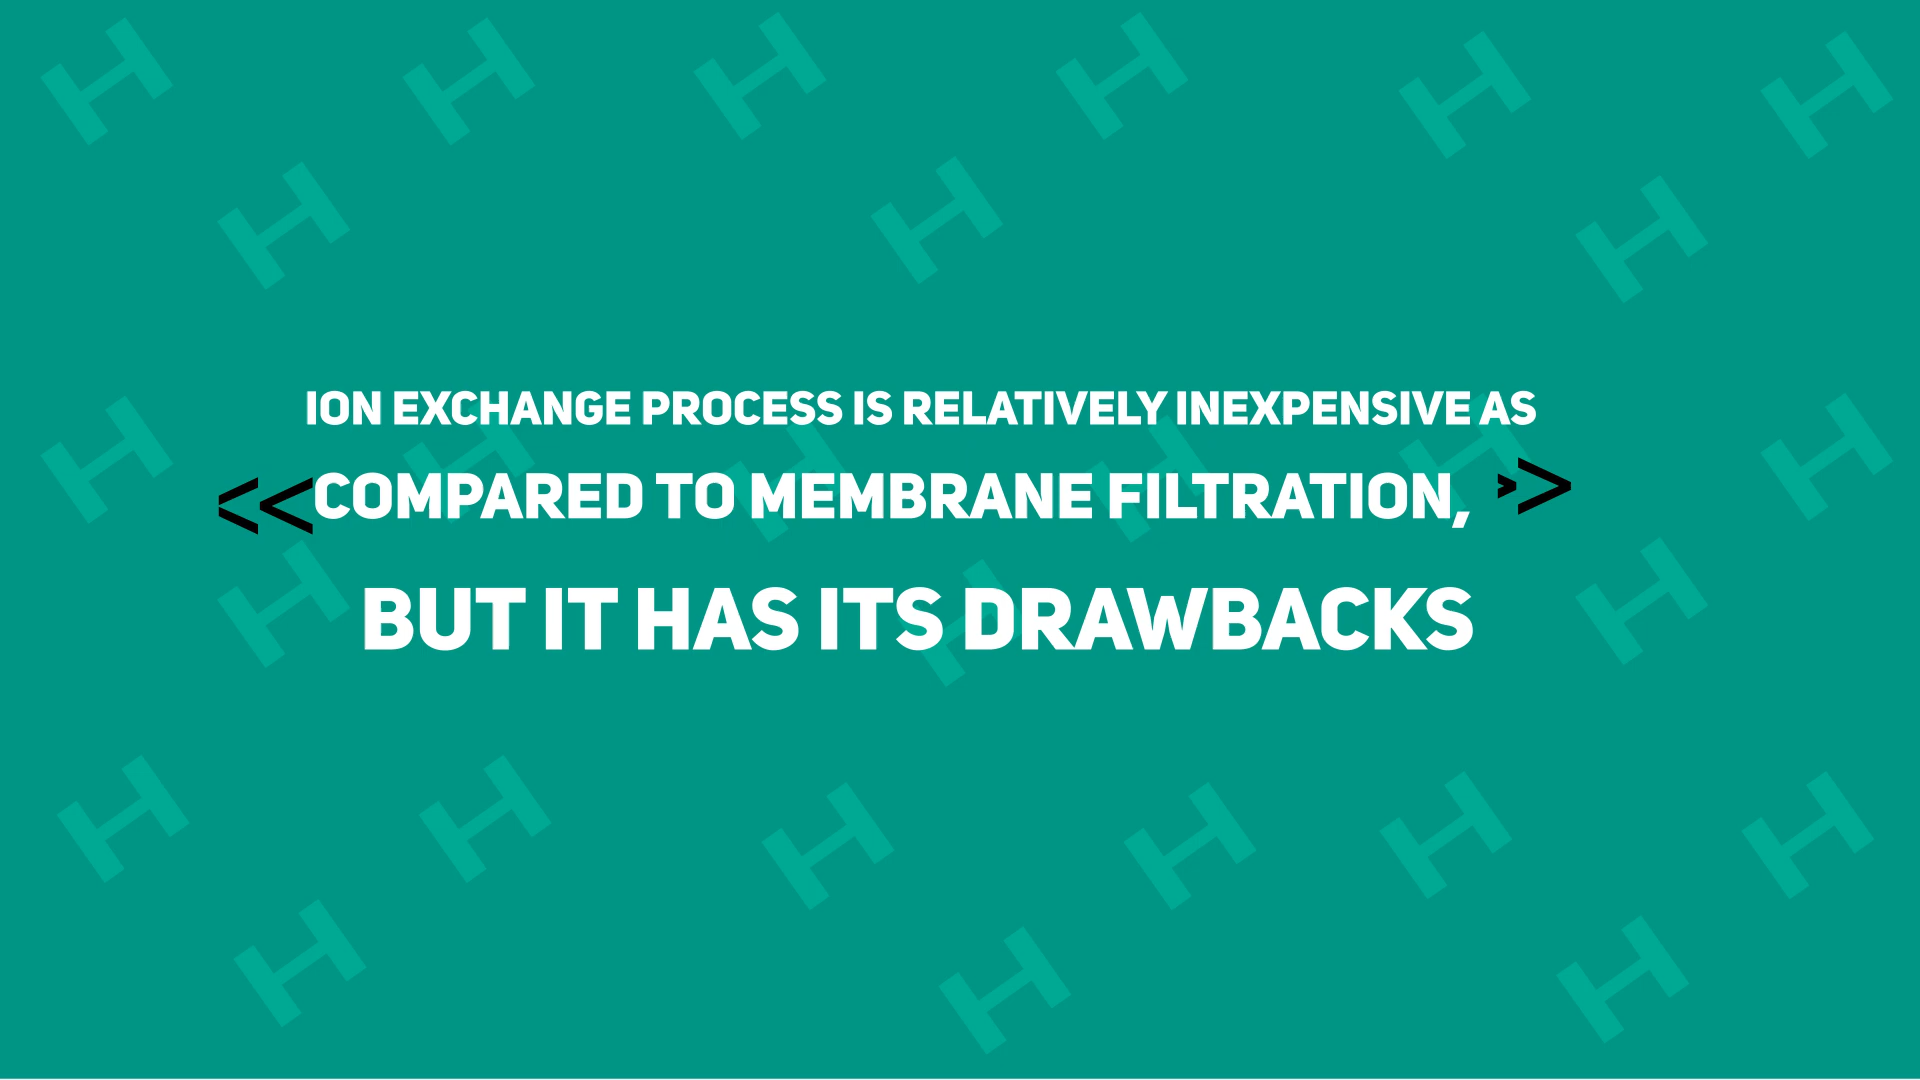 ION EXCHANGE PROCESS IS RELATIVELY INEXPENSIVE AS
<<COMPARED TO MEMBRANE FILTRATION, >>
BUT IT HAS ITS DRAWBACKS